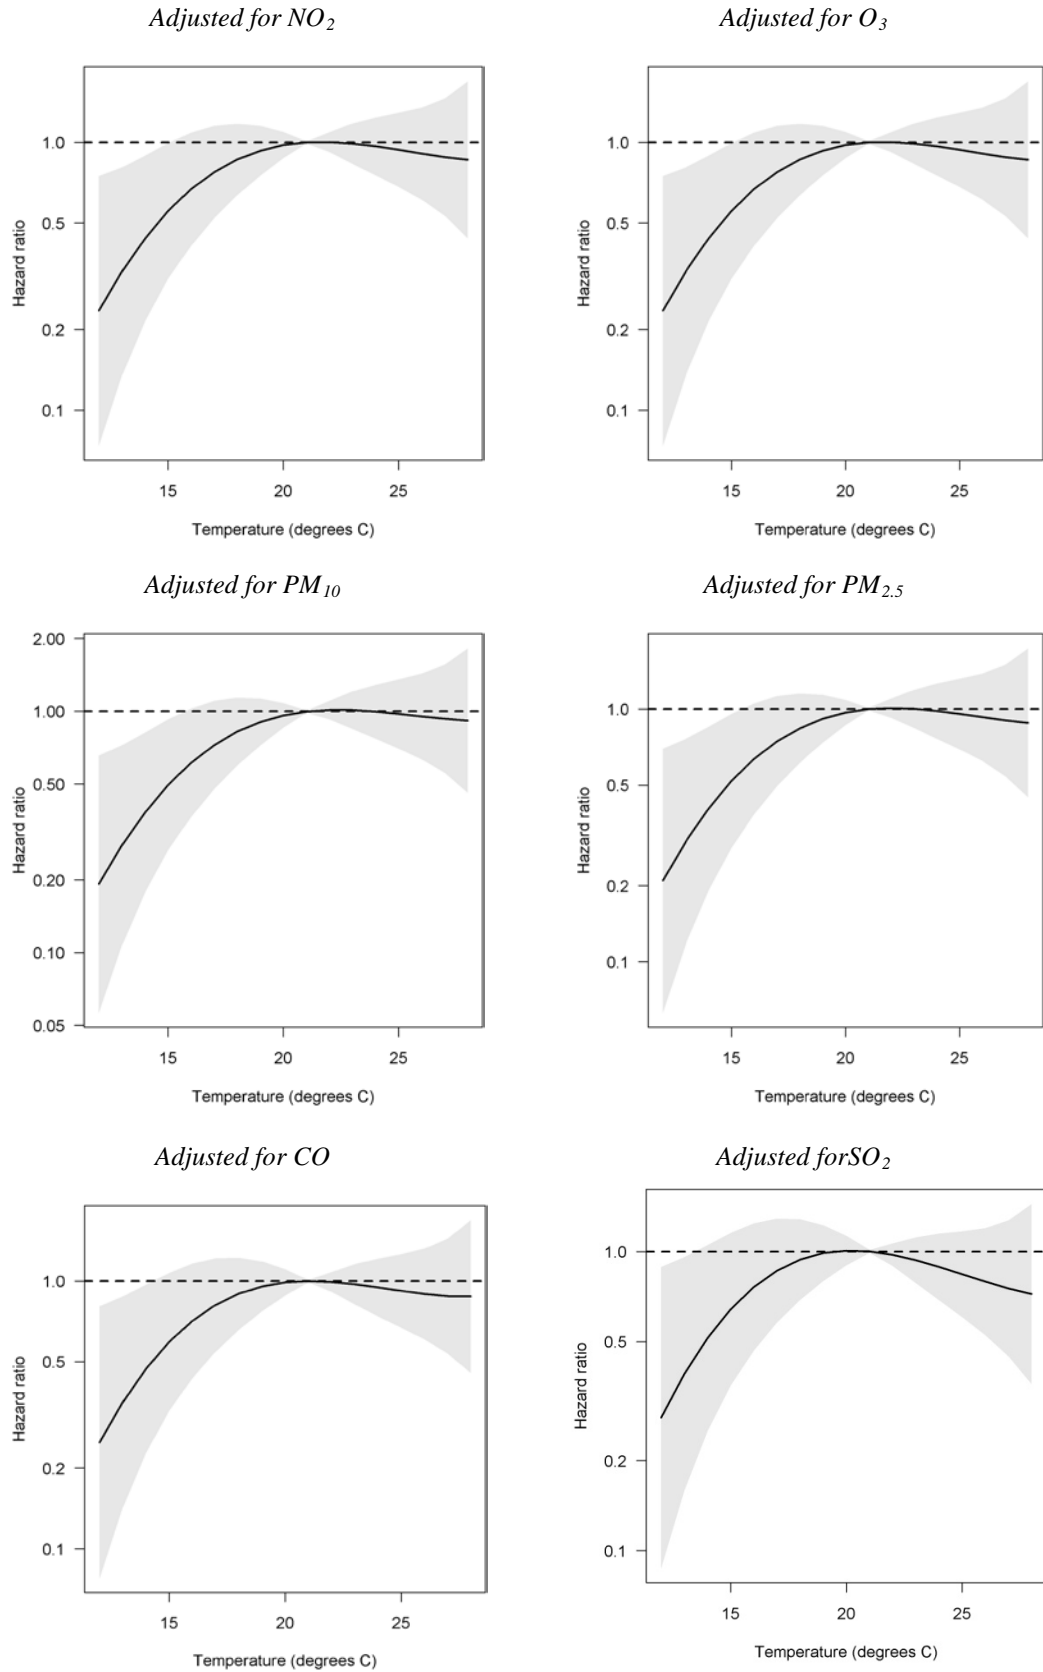 Adjusted for NO2
Adjusted for O3
1.0
0.5
0.2
0.1
Hazard ratio
15
20
25
Temperature (degrees C)
1.0
0.5
0.2
0.1
Hazard ratio
15
20
25
Temperature (degrees C)
Adjusted for PM10
Adjusted for PM2.5
2.00
1.00
0.50
0.20
0.10
0.05
Hazard ratio
15
20
25
Temperature (degrees C)
1.0
0.5
0.2
0.1
Hazard ratio
15
20
25
Temperature (degrees C)
Adjusted for CO
Adjusted forSO2
1.0
0.5
0.2
0.1
Hazard ratio
15
20
25
Temperature (degrees C)
1.0
0.5
0.2
0.1
Hazard ratio
15
20
25
Temperature (degrees C)